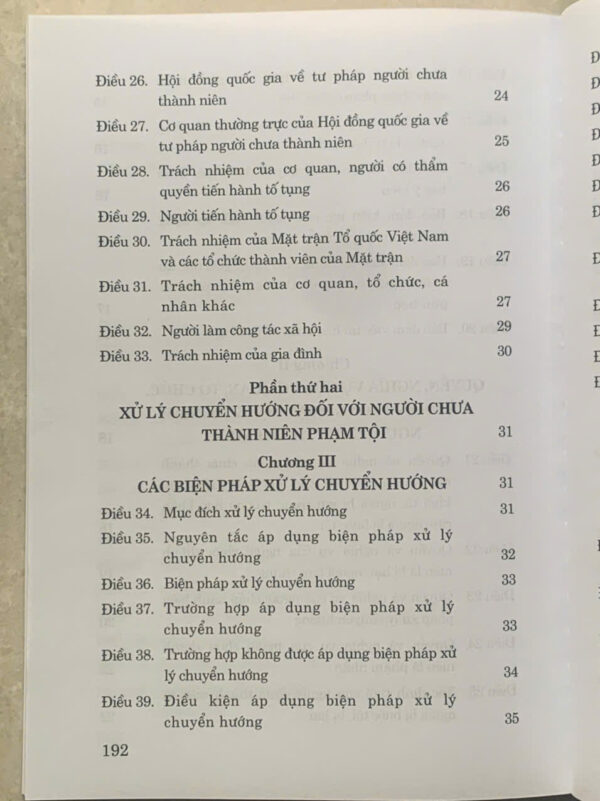 Điều 26. Hội đồng quốc gia về tư pháp người chưa
thành niên 24
Điều 27. Cơ quan thường trực của Hội đồng quốc gia về
tư pháp người chưa thành niên 25
Điều 28. Trách nhiệm của cơ quan, người có thẩm
quyền tiến hành tố tụng 26
Điều 29. Người tiến hành tố tụng 26
Điều 30. Trách nhiệm của Mặt trận Tổ quốc Việt Nam
và các tổ chức thành viên của Mặt trận 27
Điều 31. Trách nhiệm của cơ quan, tổ chức, cá
nhân khác 27
Điều 32. Người làm công tác xã hội 29
Điều 33. Trách nhiệm của gia đình 30
Phần thứ hai
XỬ LÝ CHUYỂN HƯỚNG ĐỐI VỚI NGƯỜI CHƯA
THÀNH NIÊN PHẠM TỘI 31
Chương III
CÁC BIỆN PHÁP XỬ LÝ CHUYỂN HƯỚNG 31
Điều 34. Mục đích xử lý chuyển hướng 31
Điều 35. Nguyên tắc áp dụng biện pháp xử lý
chuyển hướng 32
Điều 36. Biện pháp xử lý chuyển hướng 33
Điều 37. Trường hợp áp dụng biện pháp xử lý
chuyển hướng 33
Điều 38. Trường hợp không được áp dụng biện pháp xử
lý chuyển hướng 34
Điều 39. Điều kiện áp dụng biện pháp xử lý
chuyển hướng 35
192